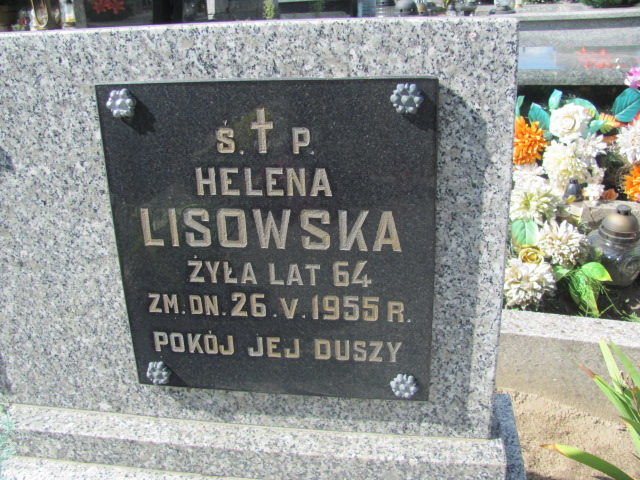 Ś. † P.
HELENA
LISOWSKA
ŻYŁA LAT 64
ZM. DN. 26.V.1955 R.
POKÓJ JEJ DUSZY